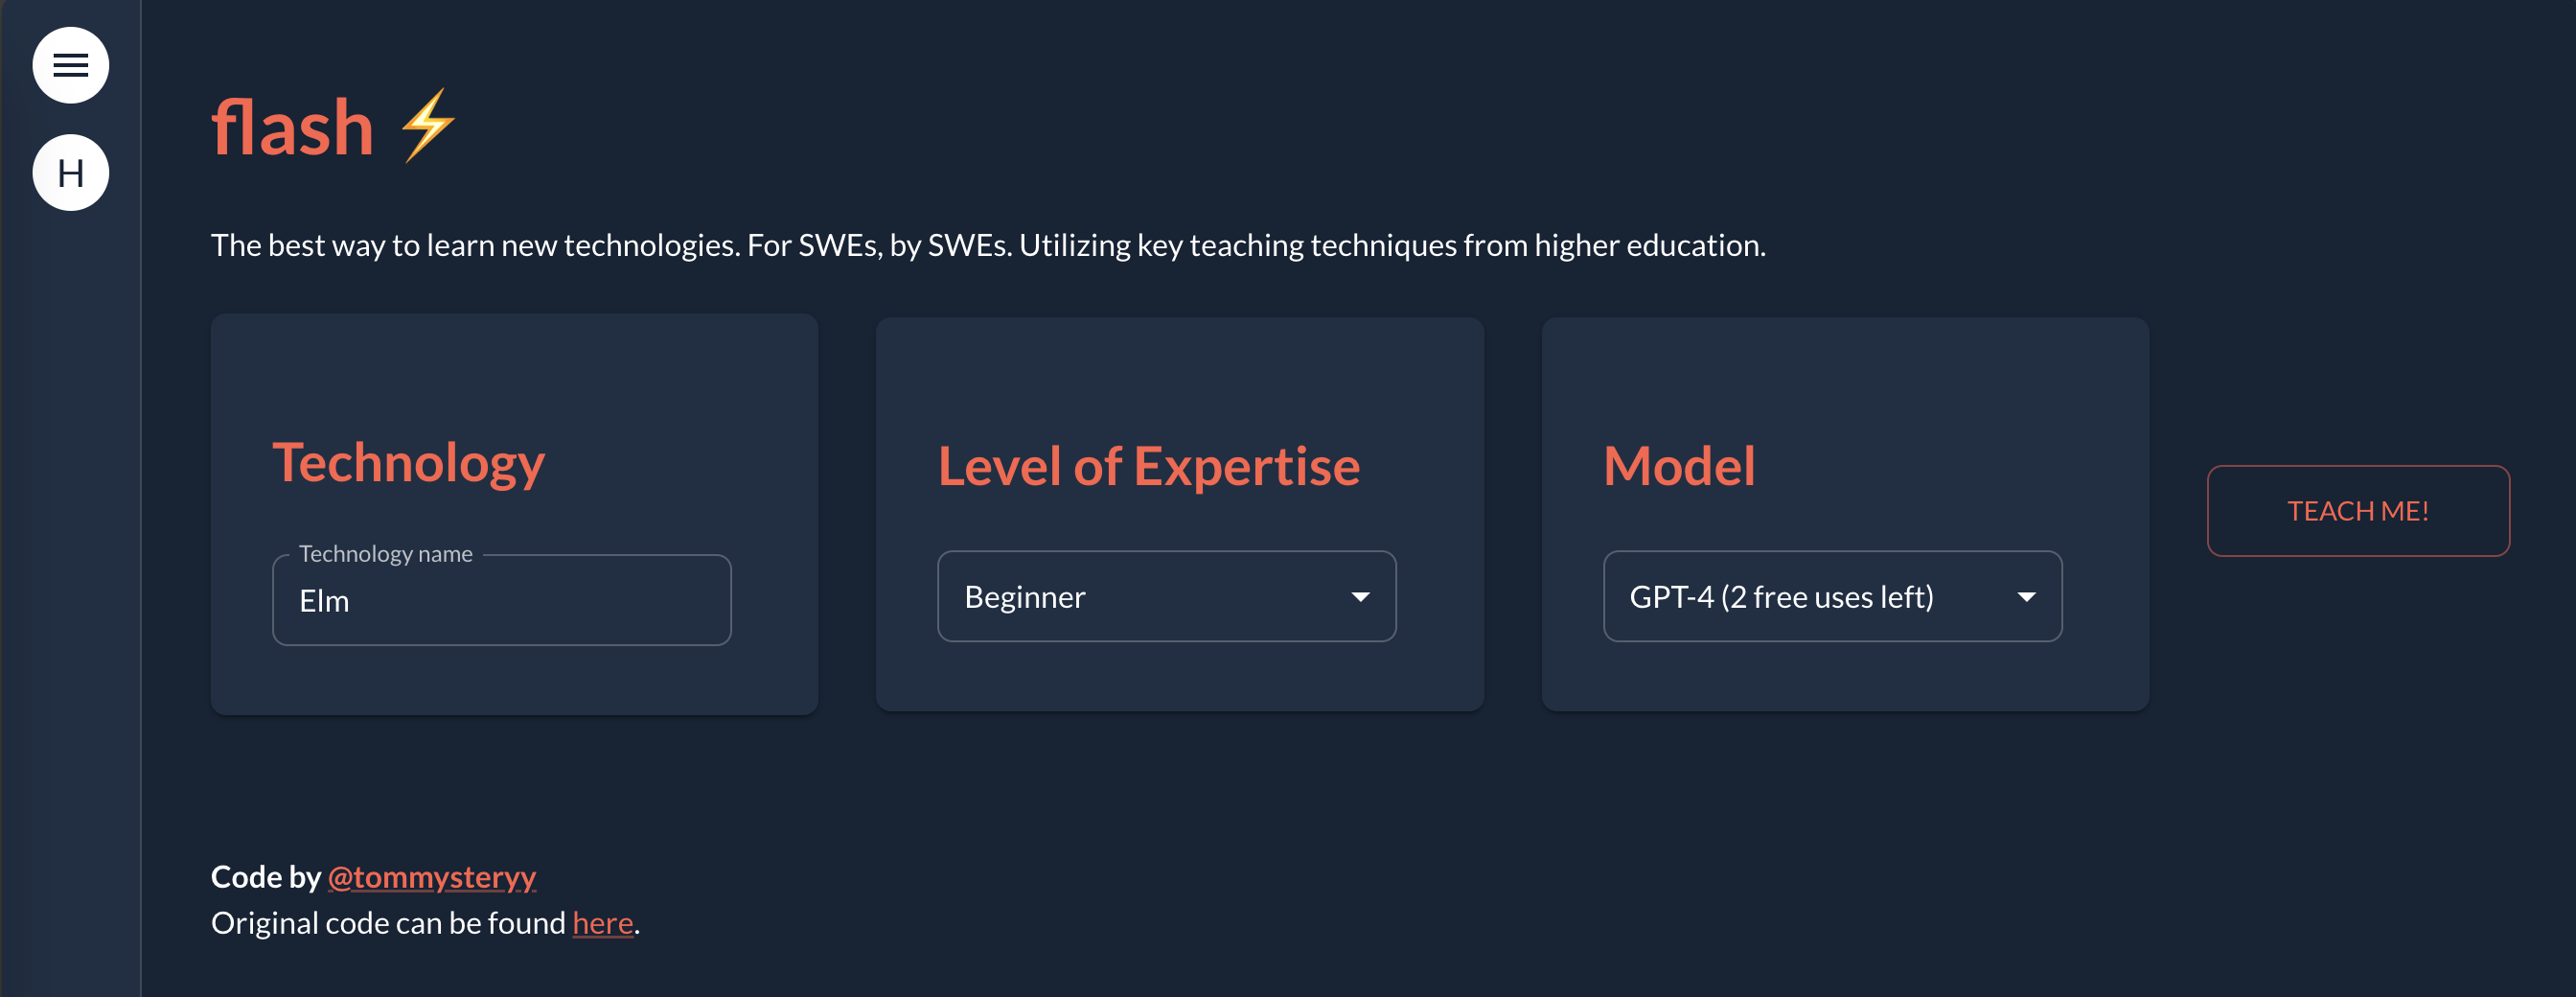 H
flash ⚡
The best way to learn new technologies. For SWEs, by SWEs. Utilizing key teaching techniques from higher education.
Technology
Technology name
Elm
Level of Expertise
Beginner
Model
GPT-4 (2 free uses left)
TEACH ME!
Code by @tommysteryy
Original code can be found here.